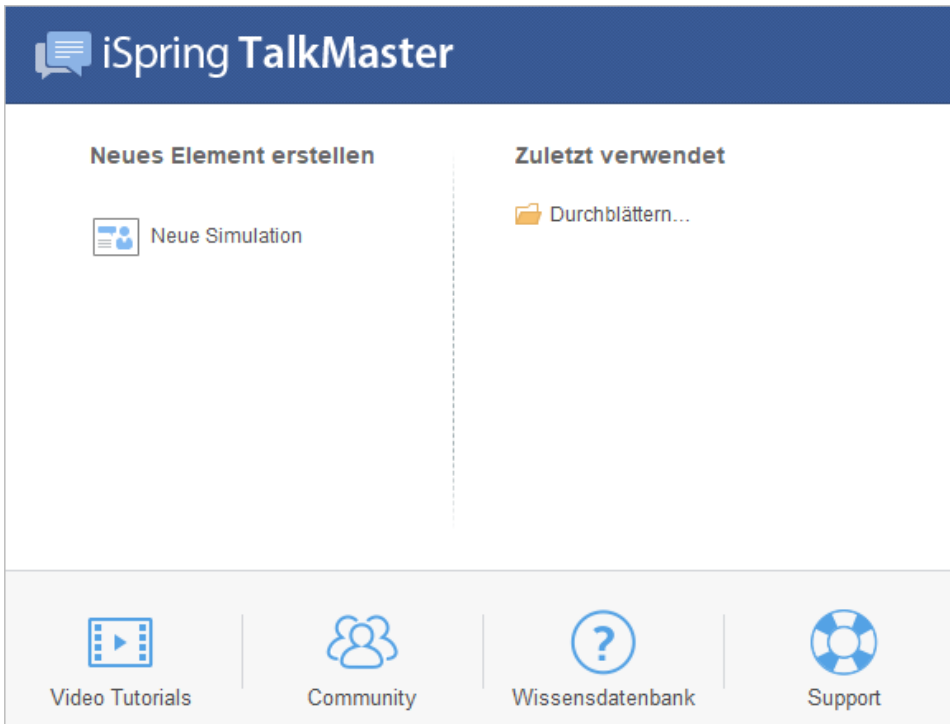 iSpring TalkMaster
Neues Element erstellen
Neue Simulation
Zuletzt verwendet
Durchblättern...
Video Tutorials
Community
Wissensdatenbank
Support